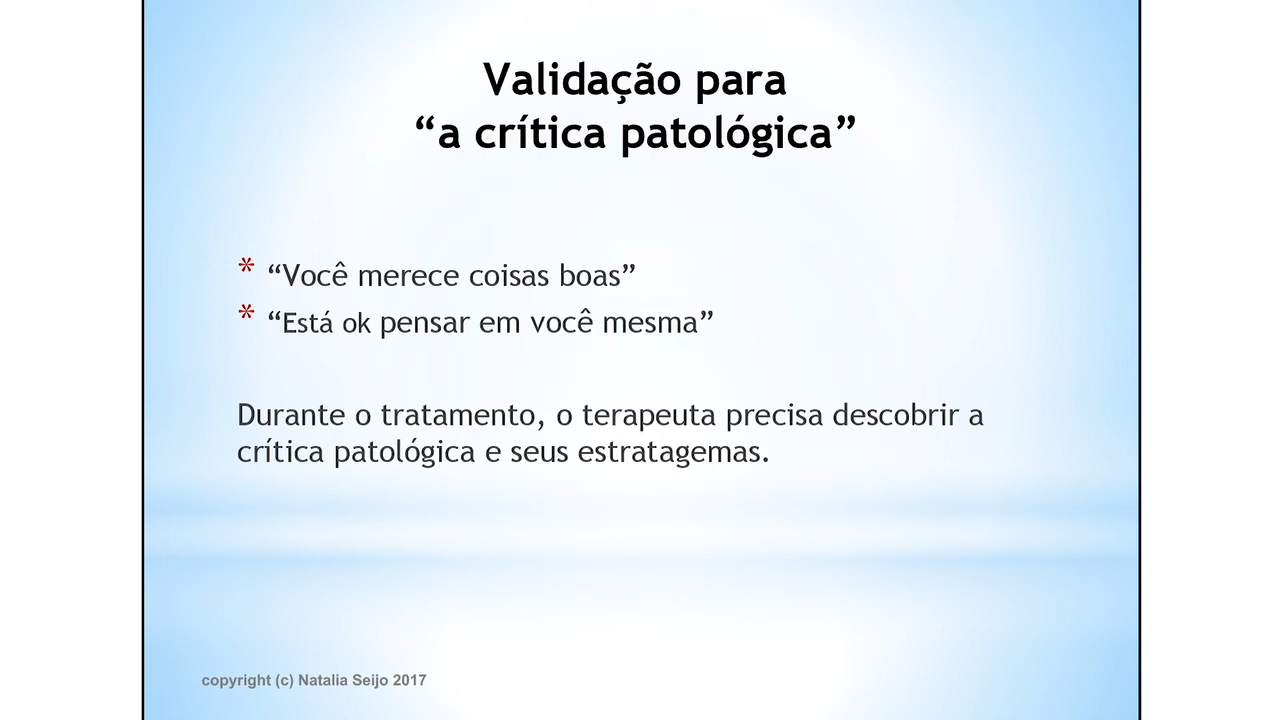 Validação para
“a crítica patológica”
* “Você merece coisas boas”
* “Está ok pensar em você mesma”
Durante o tratamento, o terapeuta precisa descobrir a
crítica patológica e seus estratagemas.
copyright (c) Natalia Seijo 2017